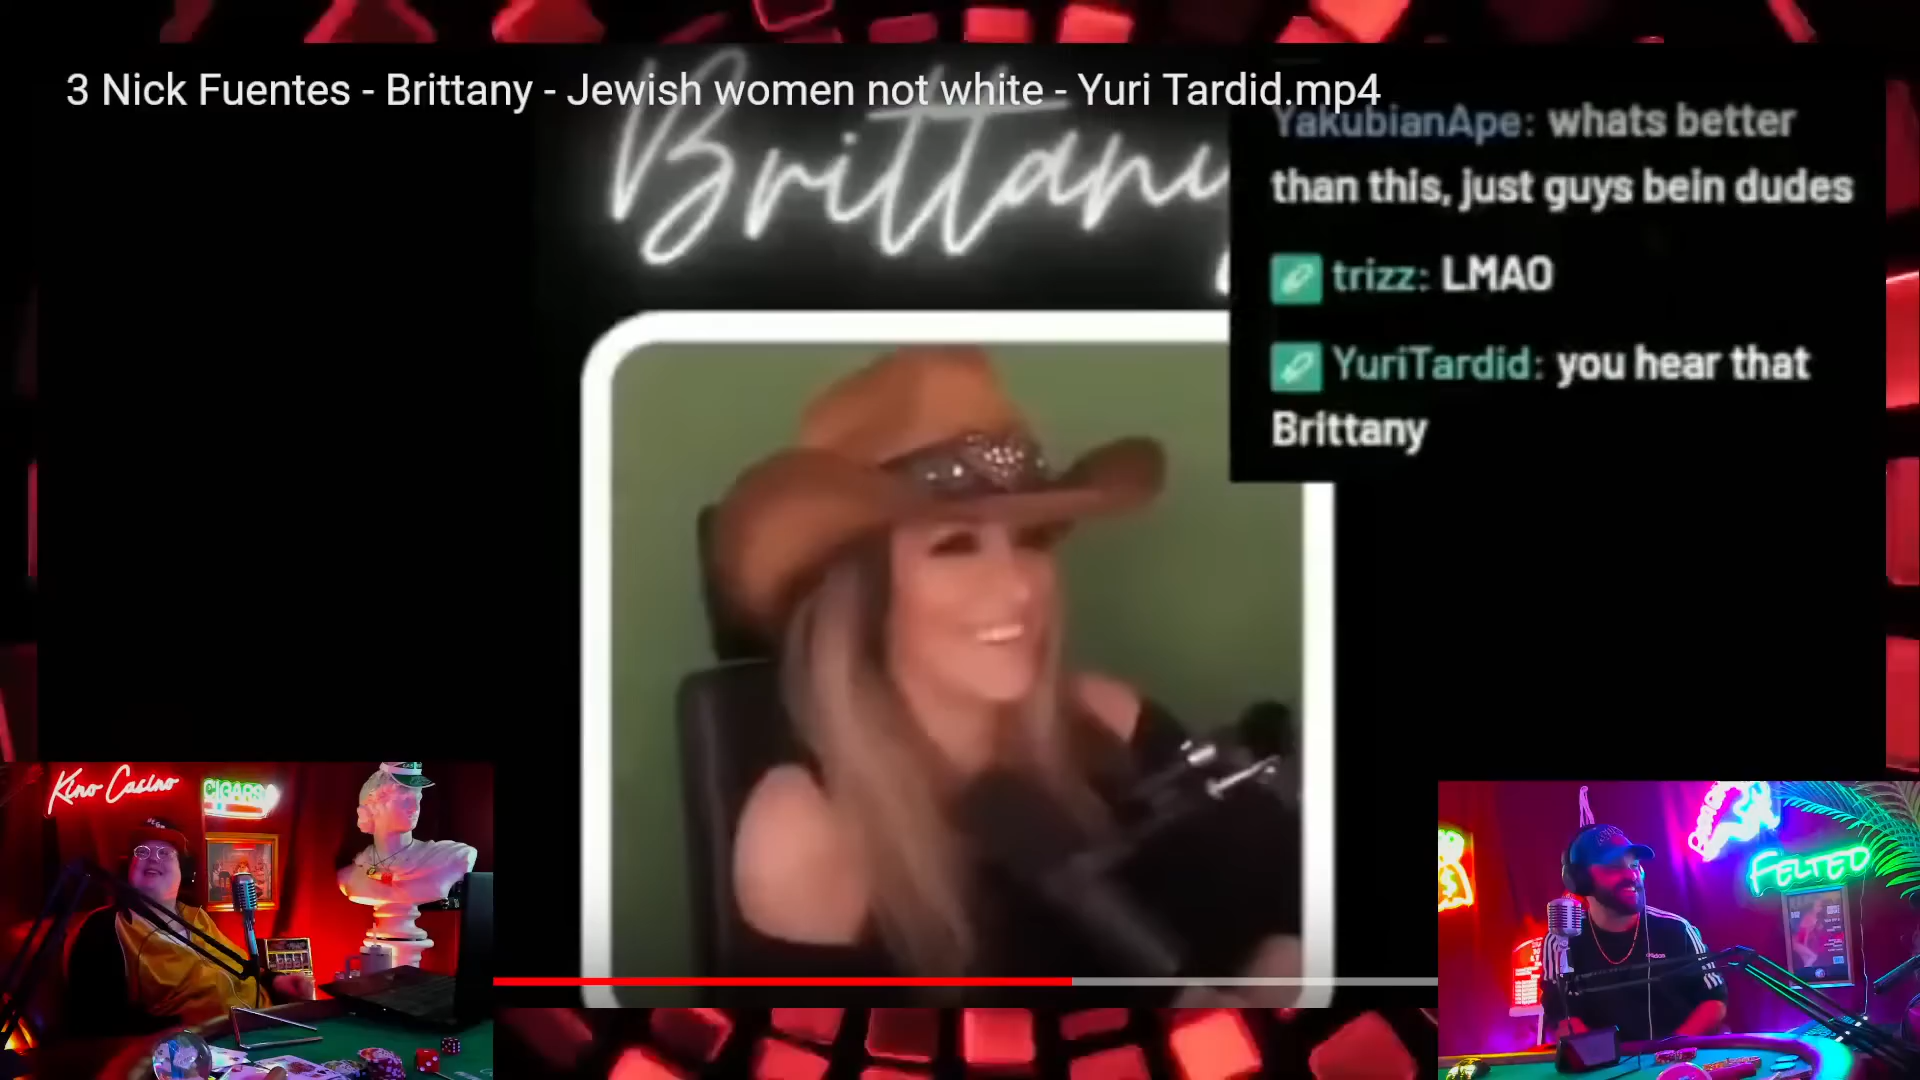 3 Nick Fuentes - Brittany - Jewish women not white - Yuri Tardid.mp4
Brittany
YakubianApe: whats better
than this, just guys bein dudes
trizz: LMAO
YuriTardid: you hear that
Brittany
Kino Casino
CIGARS
FELTED